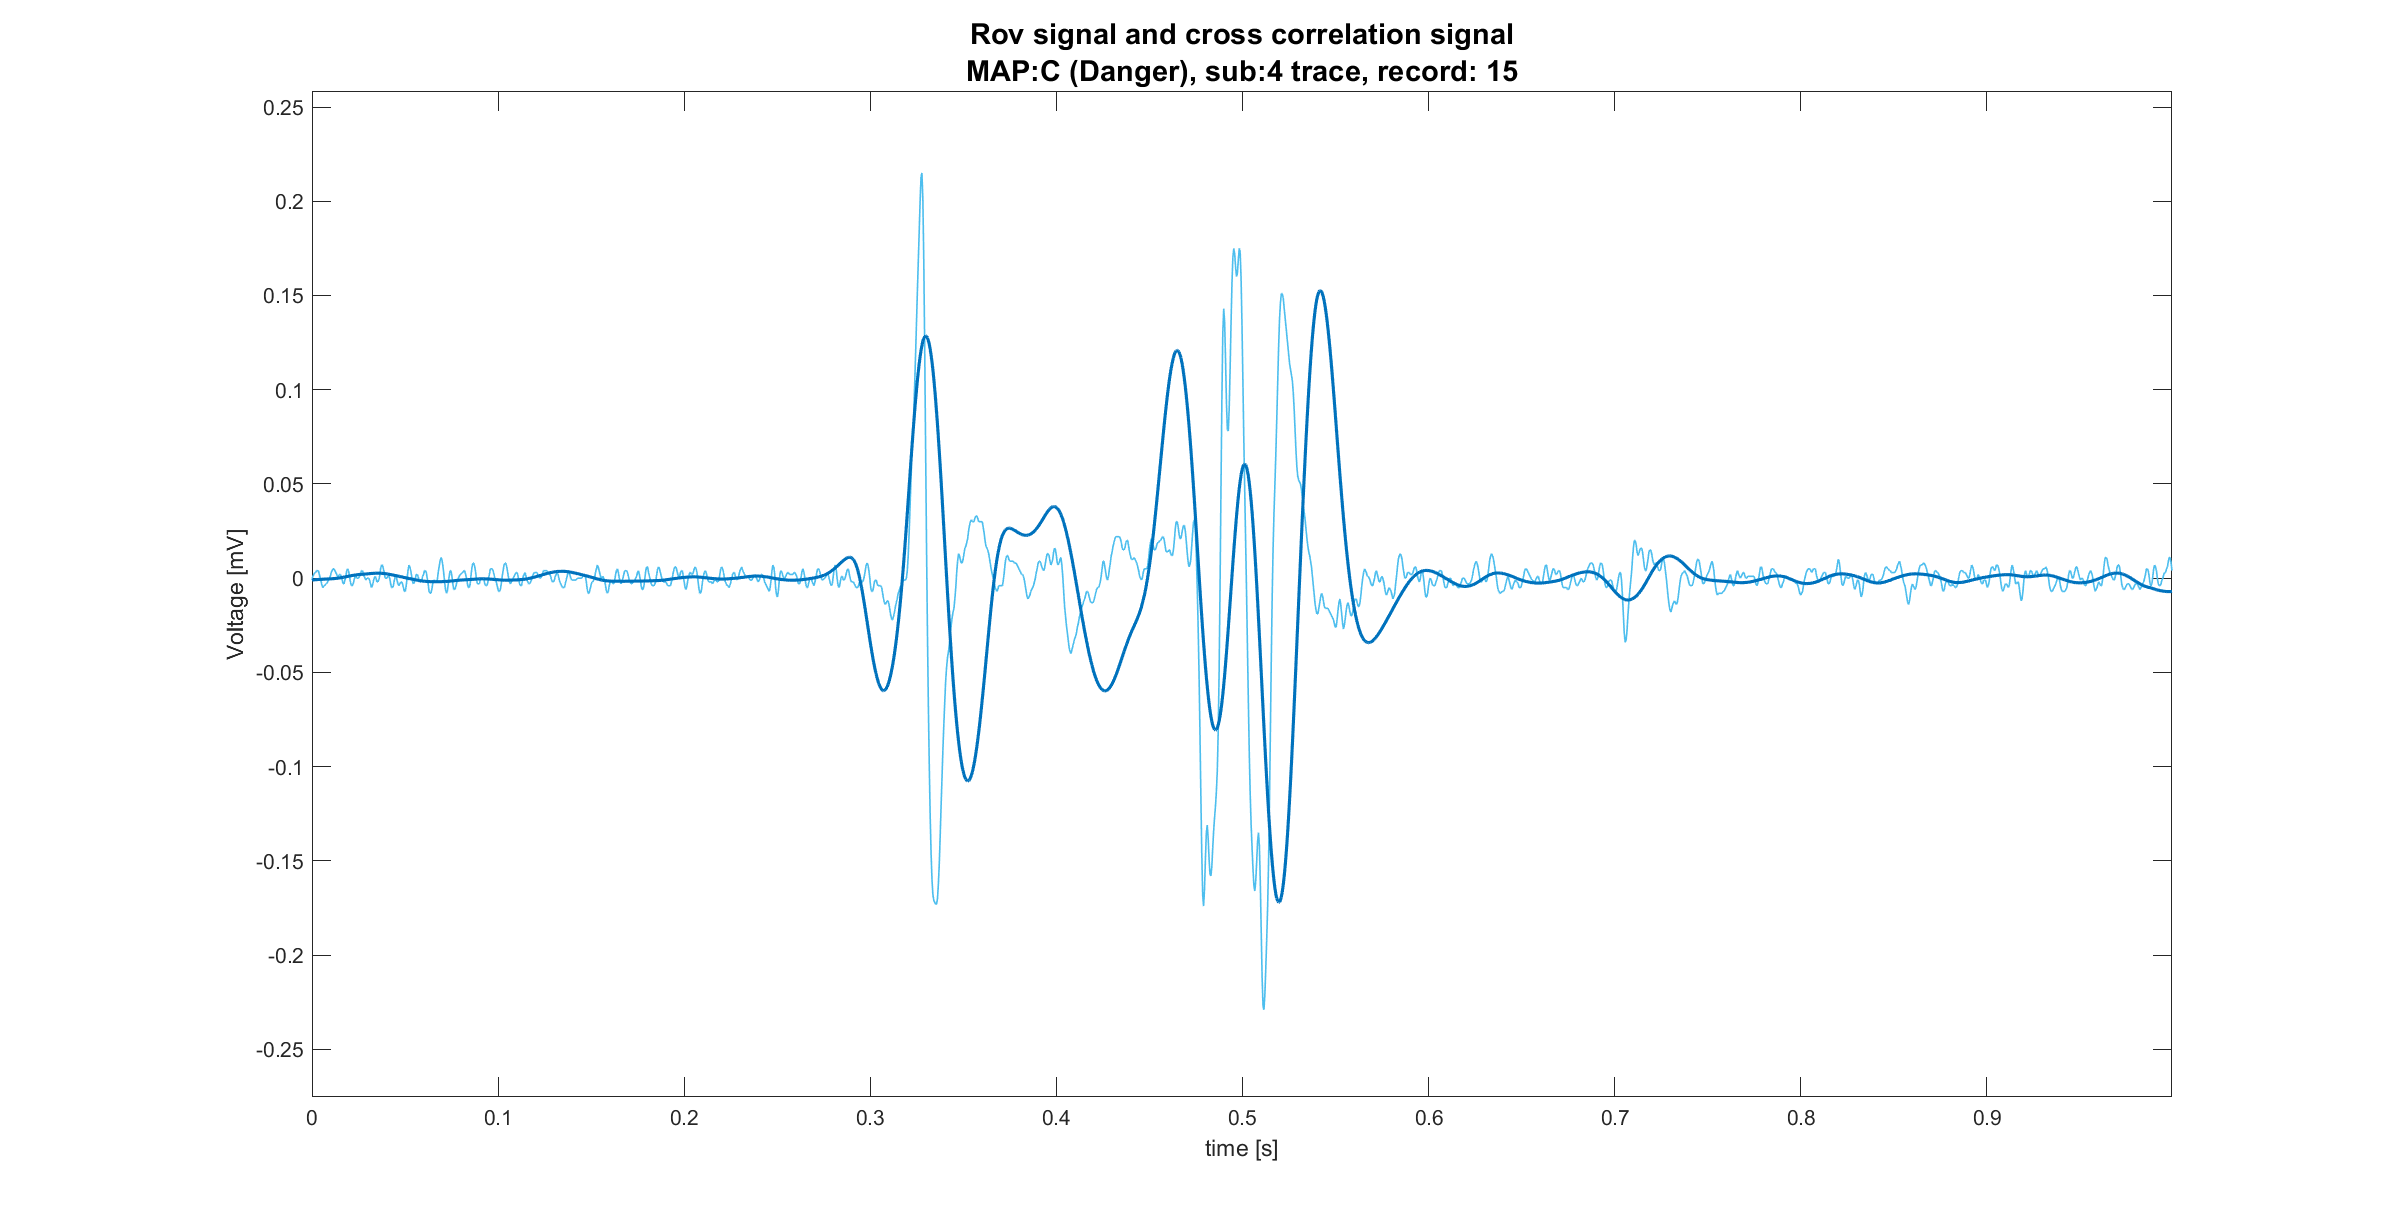 Rov signal and cross correlation signal
MAP:C (Danger), sub:4 trace, record: 15
0.25
0.2
0.15
0.1
0.05
0
-0.05
-0.1
-0.15
-0.2
-0.25
Voltage [mV]
0 0.1 0.2 0.3 0.4 0.5 0.6 0.7 0.8 0.9
time [s]